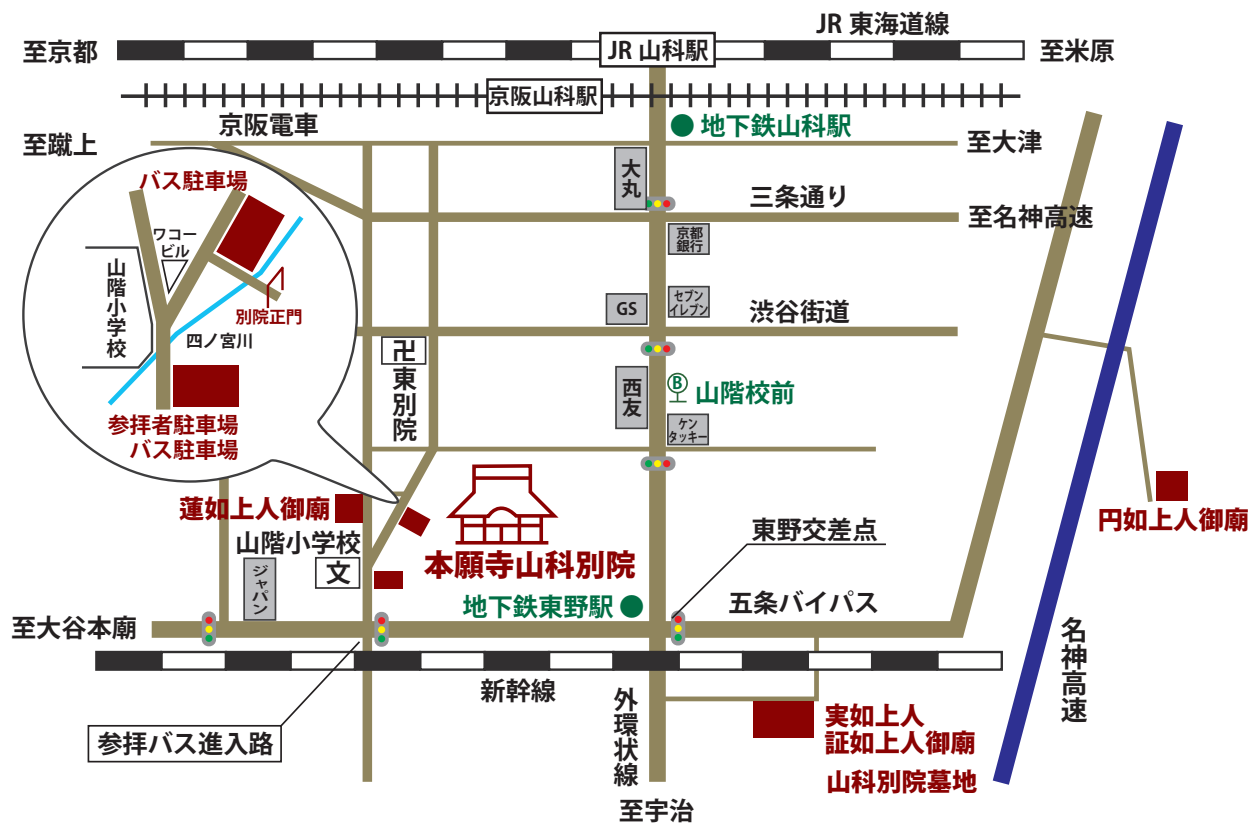 JR 東海道線
至京都
JR 山科駅
至米原
京阪山科駅
京阪電車
地下鉄山科駅
至蹴上
至大津
大丸
三条通り
至名神高速
京都
銀行
バス駐車場
ワコー
ビル
山階小学校
別院正門
四ノ宮川
参拝者駐車場
バス駐車場
GS
セブン
イレブン
渋谷街道
卍
東別院
西友
B
山階校前
ケン
タッキー
蓮如上人御廟
山階小学校
文
ジャパン
本願寺山科別院
東野交差点
円如上人御廟
地下鉄東野駅
五条バイパス
至大谷本廟
名神高速
新幹線
外環状線
参拝バス進入路
実如上人
証如上人御廟
山科別院墓地
至宇治